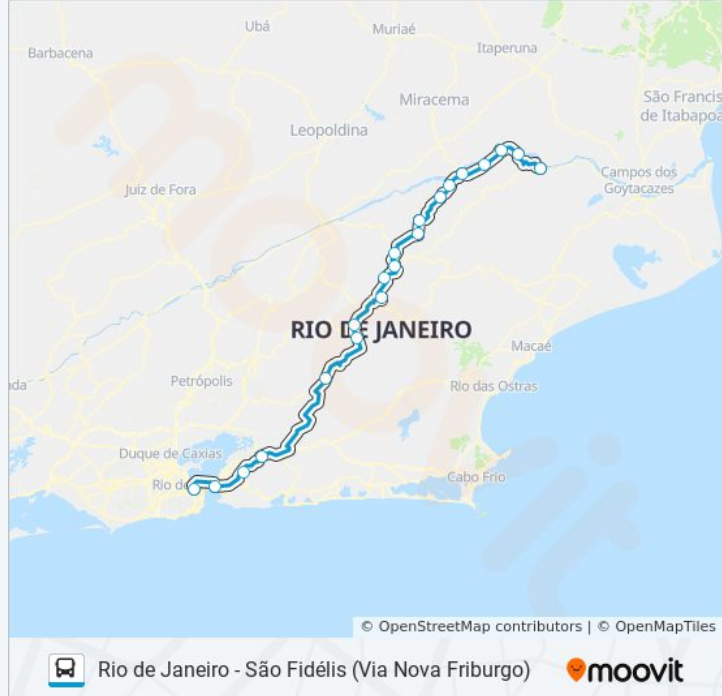 Ubá
Muriaé
Barbacena
Itaperuna
Miracema
São Francis
de Itabapoa
Leopoldina
Campos dos
Goytacazes
Juiz de Fora
RIO DE JANEIRO
Macaé
Petrópolis
Rio das Ostras
Duque de Caxias
Cabo Frio
Rio de
© OpenStreetMap contributors | © OpenMapTiles
Rio de Janeiro - São Fidélis (Via Nova Friburgo)
moovit